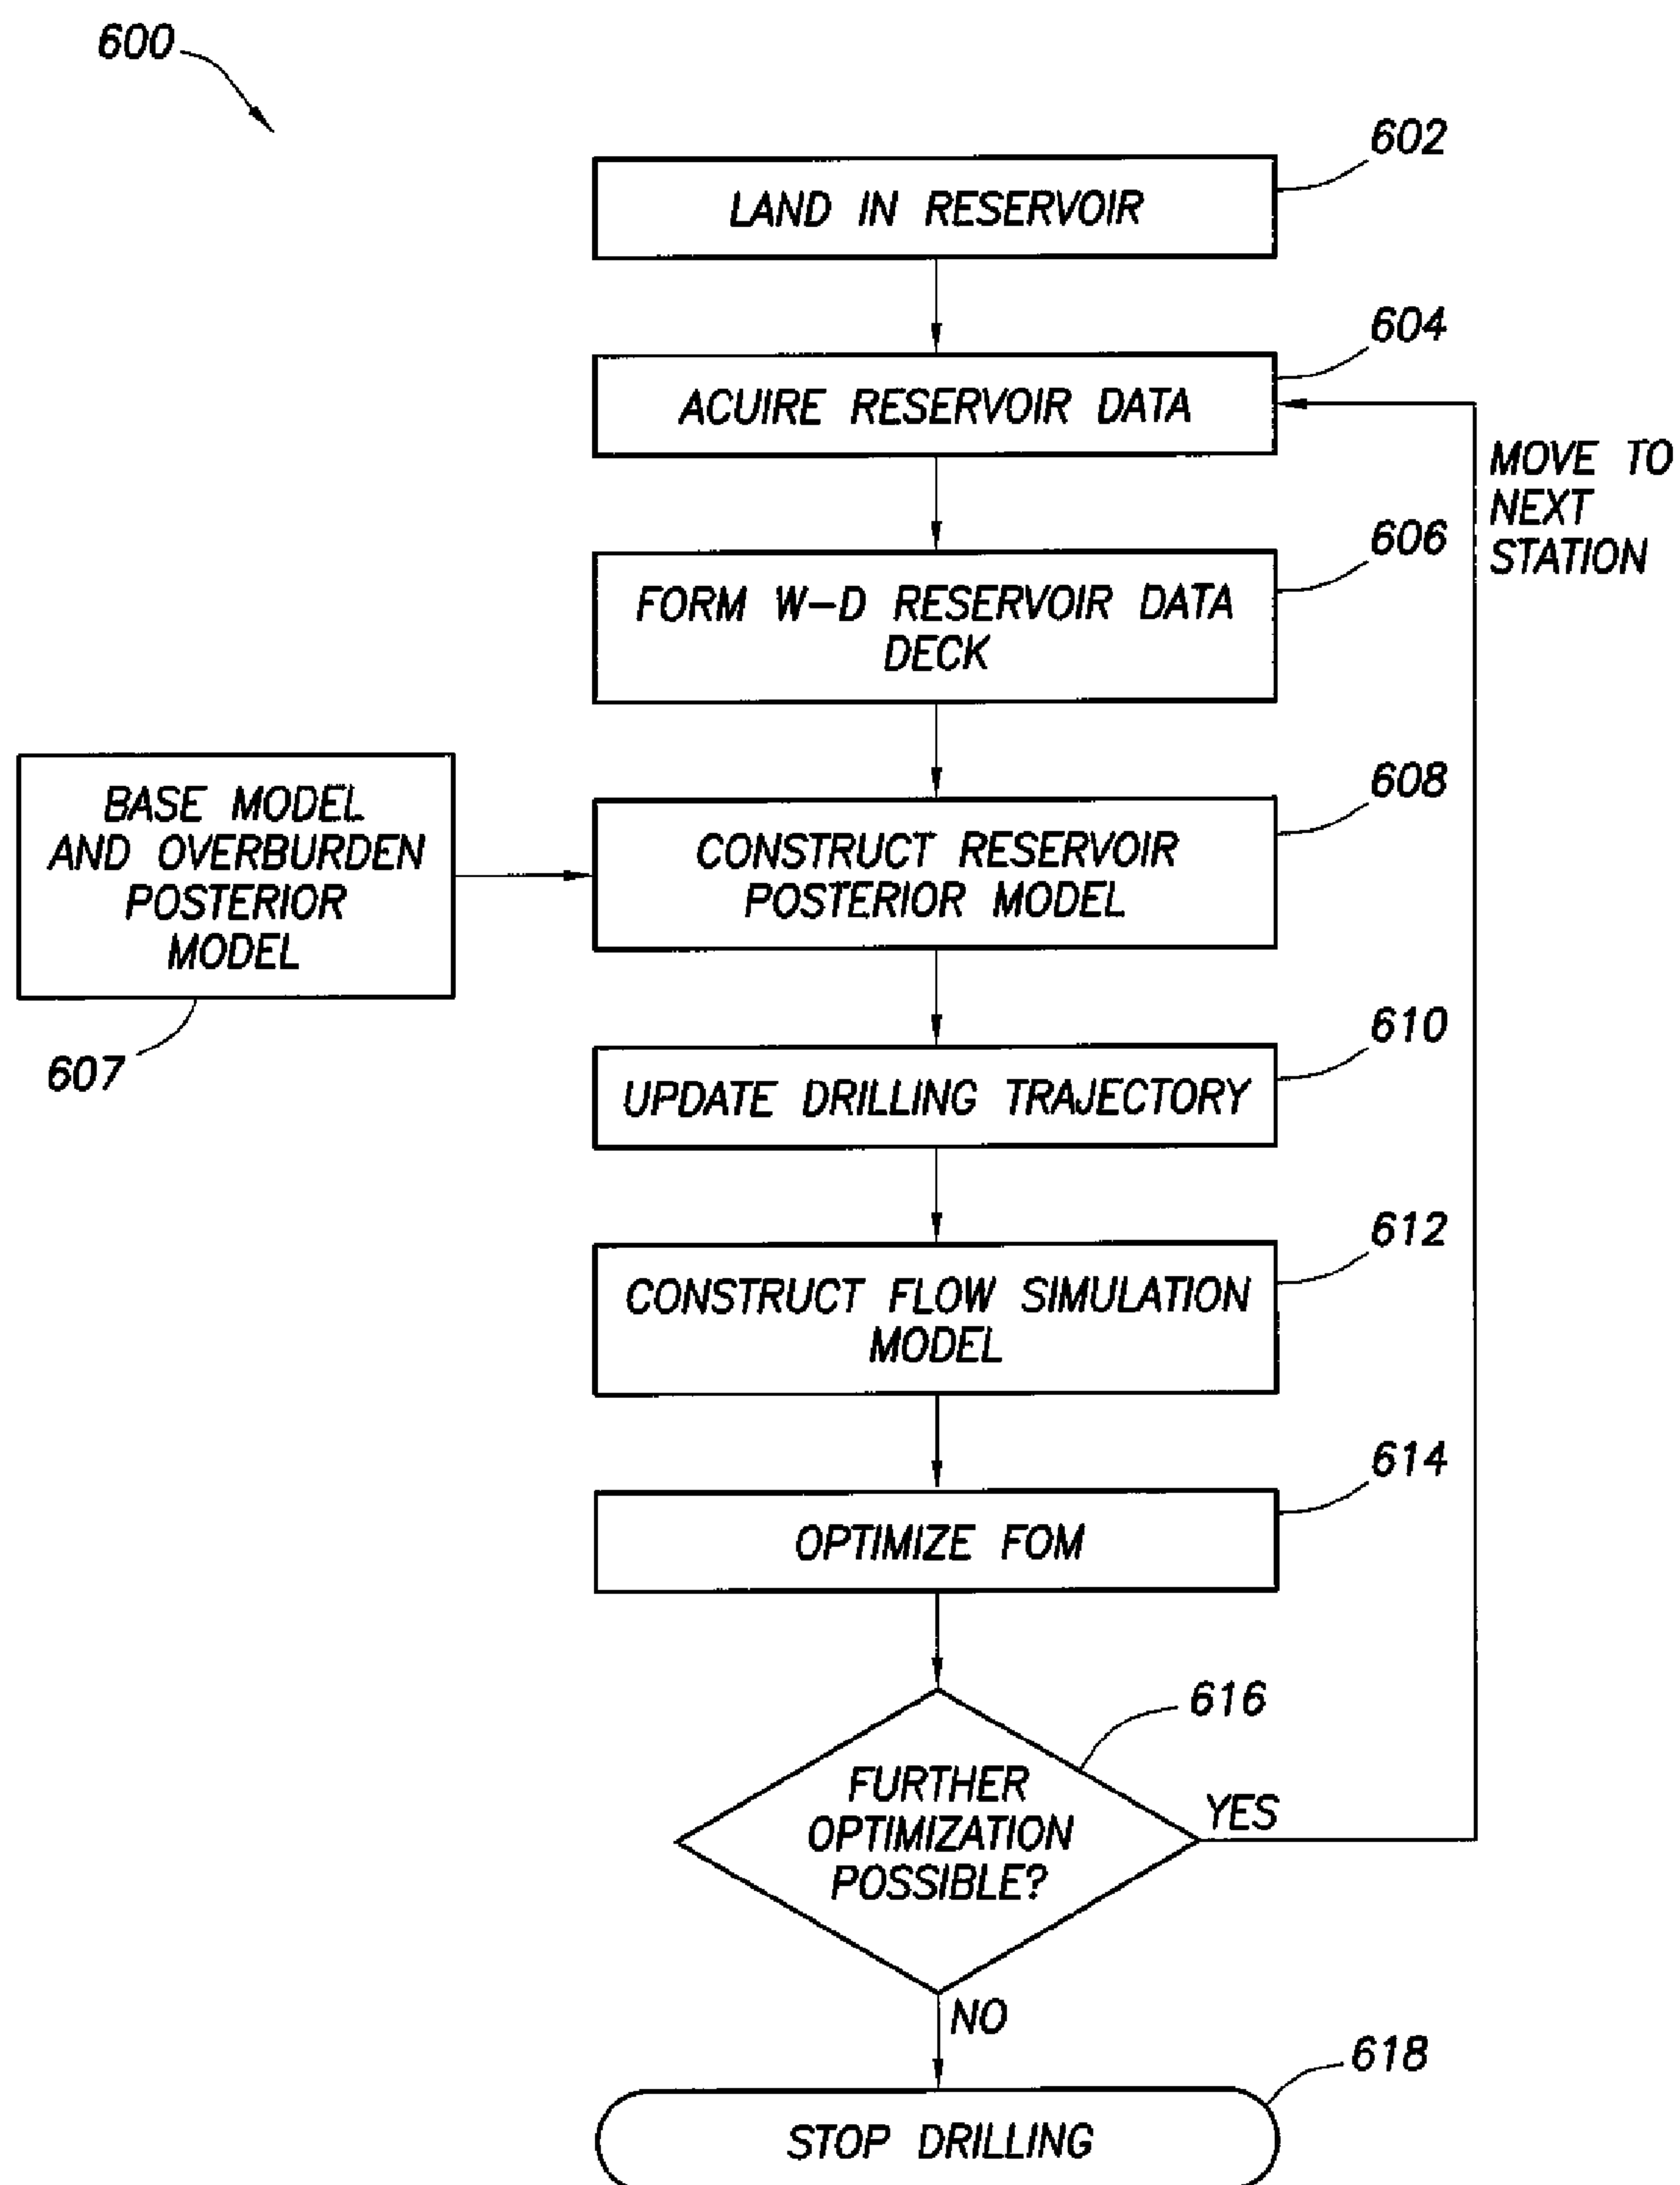 600
602
LAND IN RESERVOIR
604
ACUIRE RESERVOIR DATA
MOVE TO
NEXT
STATION
606
FORM W-D RESERVOIR DATA
DECK
BASE MODEL
AND OVERBURDEN
POSTERIOR
MODEL
607
608
CONSTRUCT RESERVOIR
POSTERIOR MODEL
610
UPDATE DRILLING TRAJECTORY
612
CONSTRUCT FLOW SIMULATION
MODEL
614
OPTIMIZE FOM
616
FURTHER
OPTIMIZATION
POSSIBLE?
YES
NO
618
STOP DRILLING